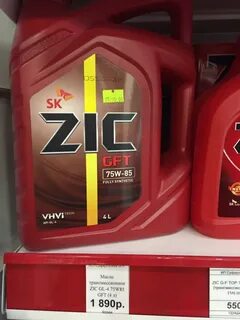 SK
ZIC
GFT
75W-85
FULLY SYNTHETIC
VHVI
4L
Масло
трансмиссионное
ZIC GL-4 75W85
GFT (4 л)
1 890р.
ZIC G-F TOP
550